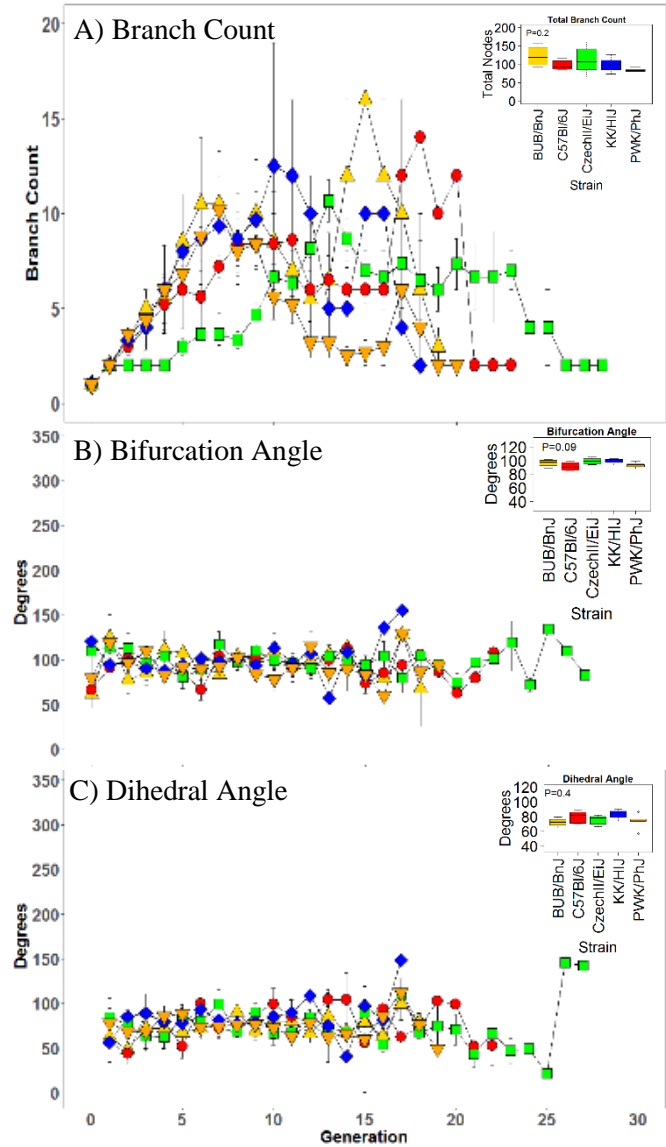 A) Branch Count
Total Branch Count
P=0.2
Total Nodes
200
150
100
50
0
BUB/BnJ
C57Bl/6J
CzechII/EiJ
KK/HIJ
PWK/PhJ
Strain
Branch Count
20
15
10
5
0
B) Bifurcation Angle
Bifurcation Angle
P=0.09
Degrees
120
100
80
60
40
BUB/BnJ
C57Bl/6J
CzechII/EiJ
KK/HIJ
PWK/PhJ
Strain
Degrees
350
300
250
200
150
100
50
0
C) Dihedral Angle
Dihedral Angle
P=0.4
Degrees
120
100
80
60
40
BUB/BnJ
C57Bl/6J
CzechII/EiJ
KK/HIJ
PWK/PhJ
Strain
Degrees
350
300
250
200
150
100
50
0
0 5 10 15 20 25 30
Generation